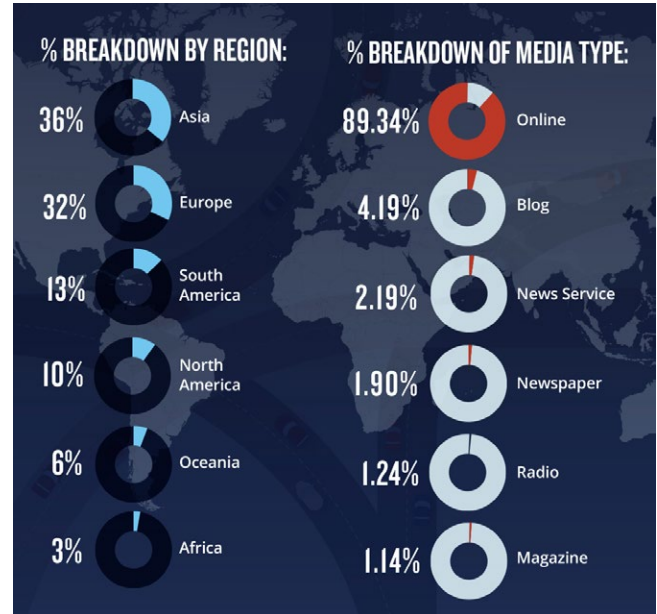 % BREAKDOWN BY REGION:
36%
Asia
32%
Europe
13%
South
America
10%
North
America
6%
Oceania
3%
Africa
% BREAKDOWN OF MEDIA TYPE:
89.34%
Online
4.19%
Blog
2.19%
News Service
1.90%
Newspaper
1.24%
Radio
1.14%
Magazine